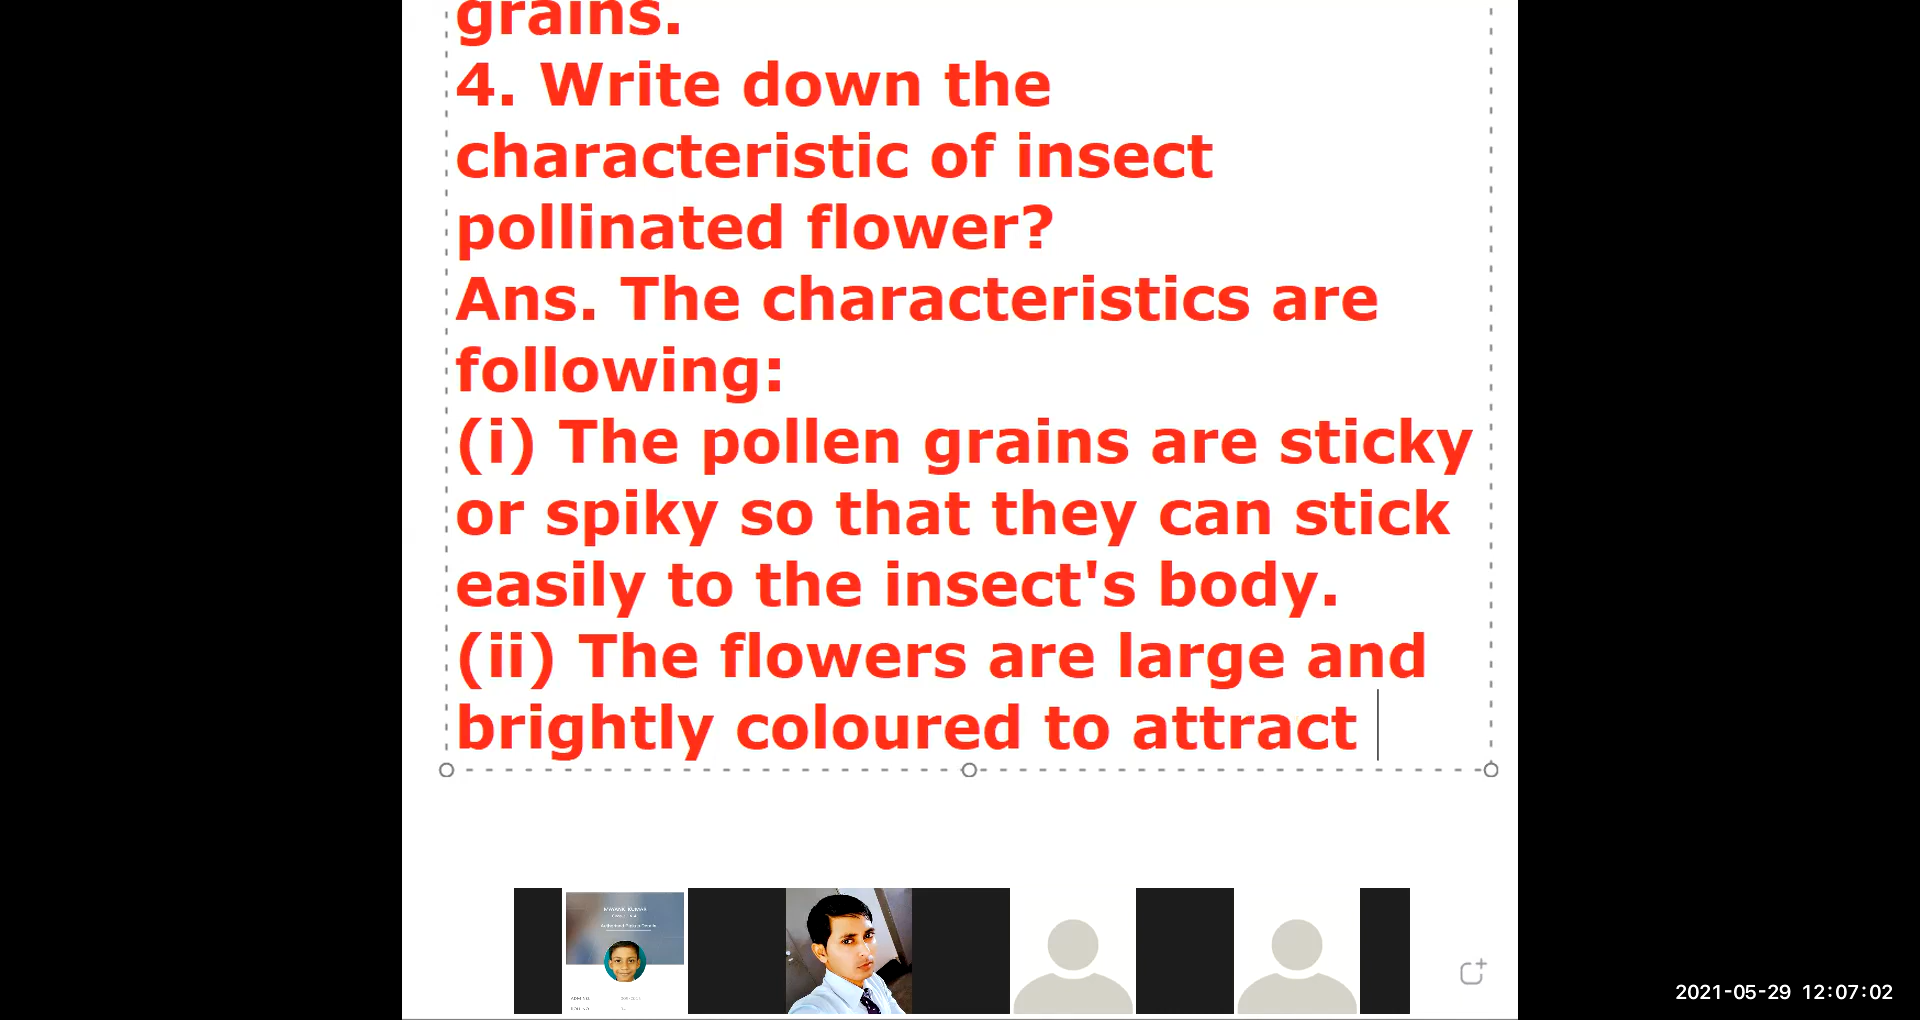 grains.
4. Write down the
characteristic of insect
pollinated flower?
Ans. The characteristics are
following:
(i) The pollen grains are sticky
or spiky so that they can stick
easily to the insect's body.
(ii) The flowers are large and
brightly coloured to attract
KUMAR
2021-05-29 12:07:02